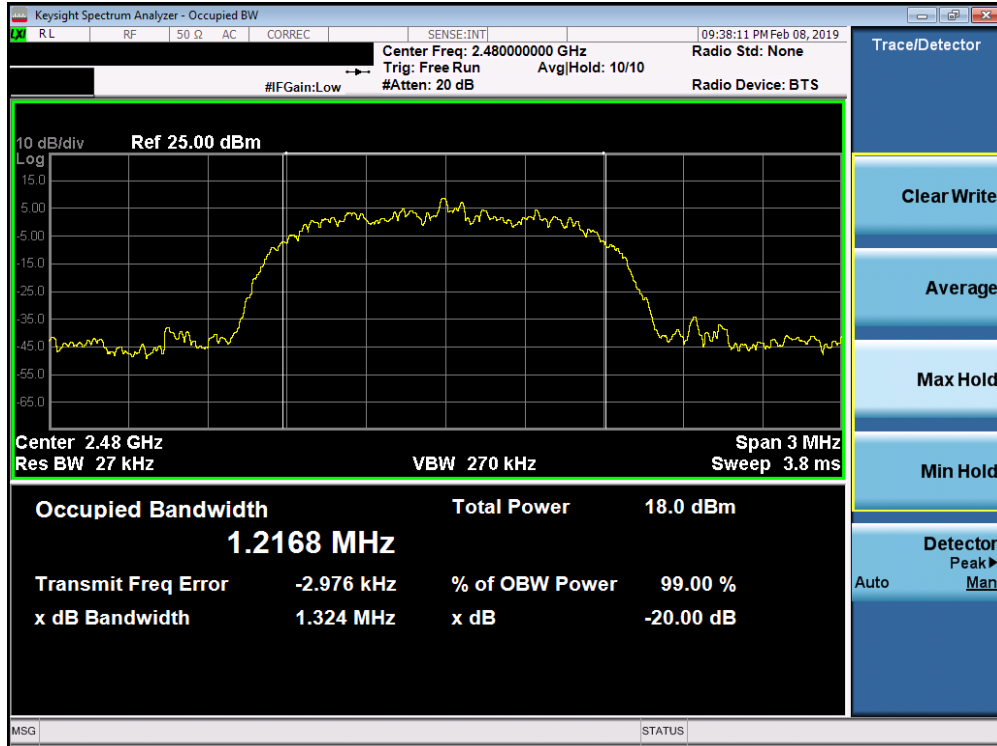 Keysight Spectrum Analyzer - Occupied BW
LXI RL RF 50 Ω AC CORREC SENSE:INT 09:38:11 PM Feb 08, 2019
Center Freq: 2.480000000 GHz Radio Std: None
Trig: Free Run Avg|Hold: 10/10
#IFGain:Low #Atten: 20 dB Radio Device: BTS
10 dB/div Ref 25.00 dBm
Log
15.0
5.00
-5.00
-15.0
-25.0
-35.0
-45.0
-55.0
-65.0
Center 2.48 GHz Span 3 MHz
Res BW 27 kHz VBW 270 kHz Sweep 3.8 ms
Occupied Bandwidth Total Power 18.0 dBm
1.2168 MHz
Transmit Freq Error -2.976 kHz % of OBW Power 99.00 %
x dB Bandwidth 1.324 MHz x dB -20.00 dB
MSG STATUS
Trace/Detector
Clear Write
Average
Max Hold
Min Hold
Detector
Peak▶
Auto Man